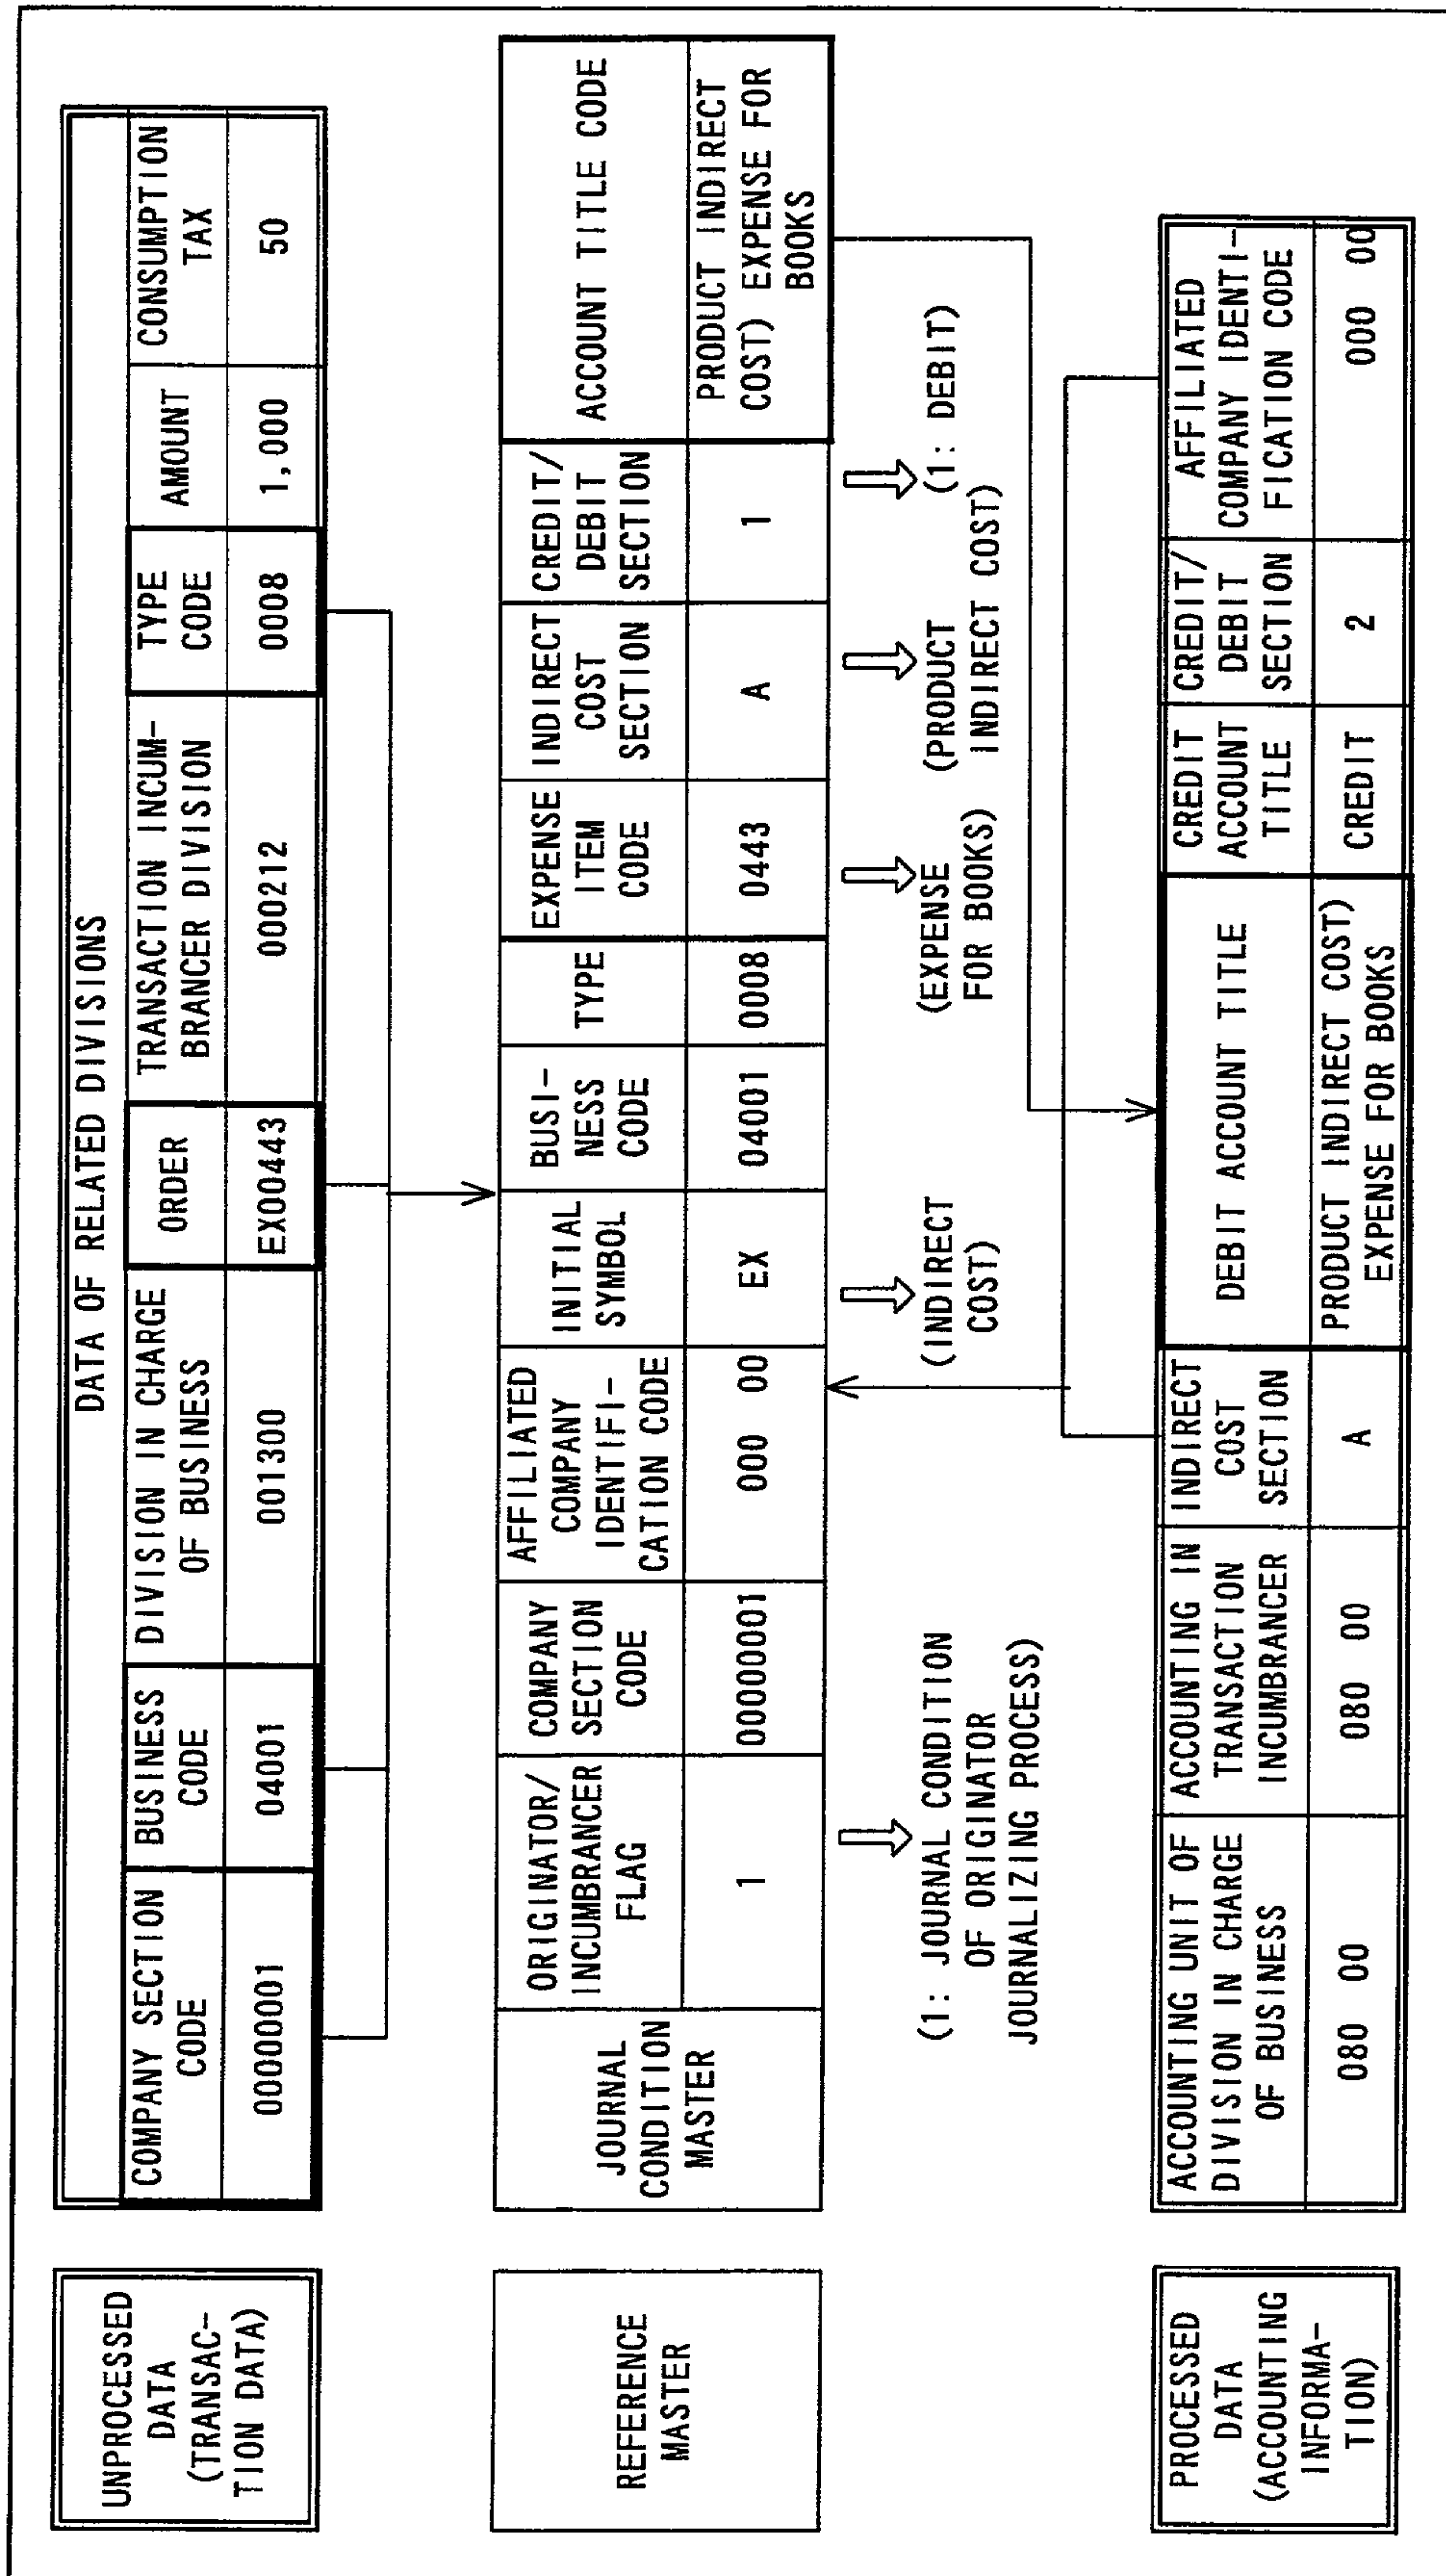 UNPROCESSED
DATA
(TRANSAC-
TION DATA)
DATA OF RELATED DIVISIONS
COMPANY SECTION
CODE
BUSINESS
CODE
DIVISION IN CHARGE
OF BUSINESS
ORDER
TRANSACTION INCUM-
BRANCER DIVISION
TYPE
CODE
AMOUNT
CONSUMPTION
TAX
00000001
04001
001300
EX00443
000212
0008
1,000
50
REFERENCE
MASTER
JOURNAL
CONDITION
MASTER
ORIGINATOR/
INCUMBRANCER
FLAG
COMPANY
SECTION
CODE
AFFILIATED
COMPANY
IDENTIFI-
CATION CODE
INITIAL
SYMBOL
BUSI-
NESS
CODE
TYPE
EXPENSE
ITEM
CODE
INDIRECT
COST
SECTION
CREDIT/
DEBIT
SECTION
ACCOUNT TITLE CODE
1
00000001
000 00
EX
04001
0008
0443
A
1
PRODUCT INDIRECT
COST) EXPENSE FOR
BOOKS
(1: JOURNAL CONDITION
OF ORIGINATOR
JOURNALIZING PROCESS)
(INDIRECT
COST)
(EXPENSE
FOR BOOKS)
(PRODUCT
INDIRECT COST)
(1: DEBIT)
PROCESSED
DATA
(ACCOUNTING
INFORMA-
TION)
ACCOUNTING UNIT OF
DIVISION IN CHARGE
OF BUSINESS
ACCOUNTING IN
TRANSACTION
INCUMBRANCER
INDIRECT
COST
SECTION
DEBIT ACCOUNT TITLE
CREDIT
ACCOUNT
TITLE
CREDIT/
DEBIT
SECTION
AFFILIATED
COMPANY IDENTI-
FICATION CODE
080 00
080 00
A
PRODUCT INDIRECT COST)
EXPENSE FOR BOOKS
CREDIT
2
000 00